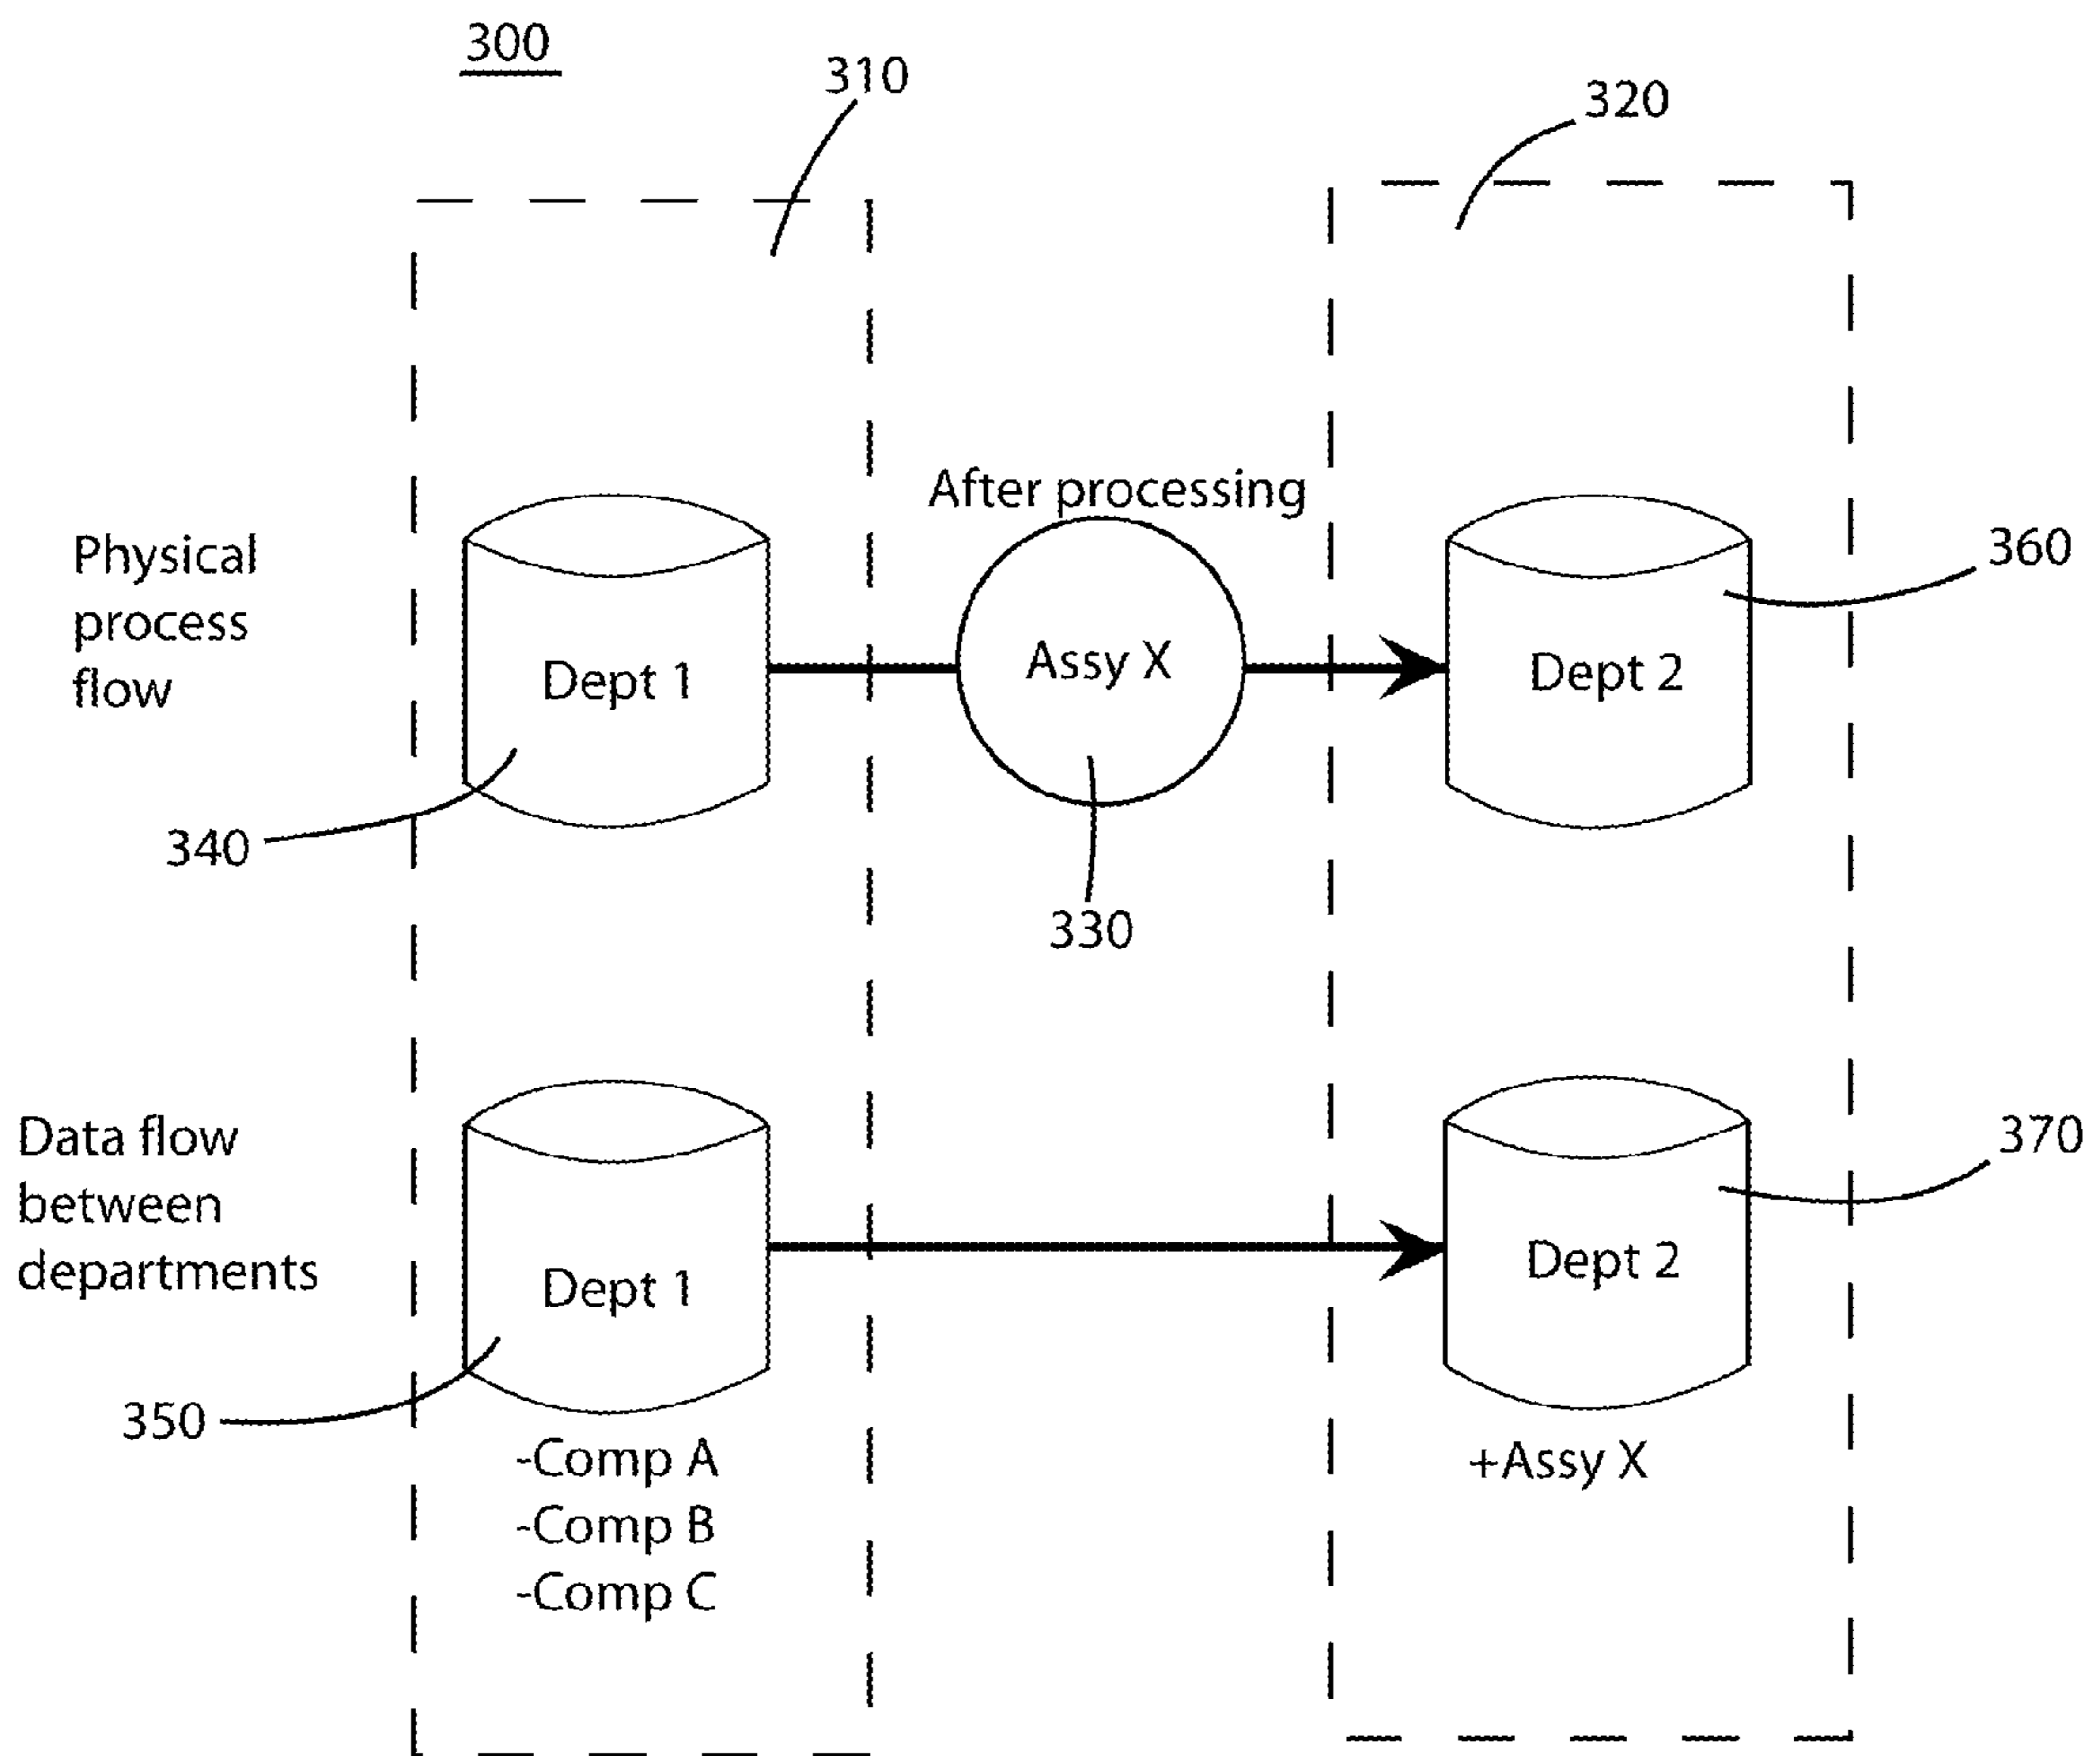 300
310
320
After processing
Physical
process
flow
Dept 1
Assy X
Dept 2
360
340
330
Data flow
between
departments
Dept 1
Dept 2
370
350
-Comp A
-Comp B
-Comp C
+Assy X